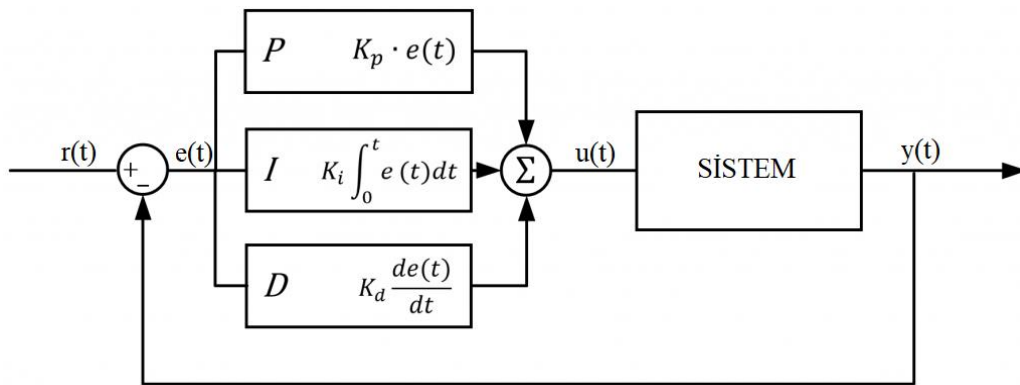 P K_p · e(t)
r(t) + − e(t) I K_i ∫_0^t e (t)dt Σ u(t) SİSTEM y(t)
D K_d de(t)/dt